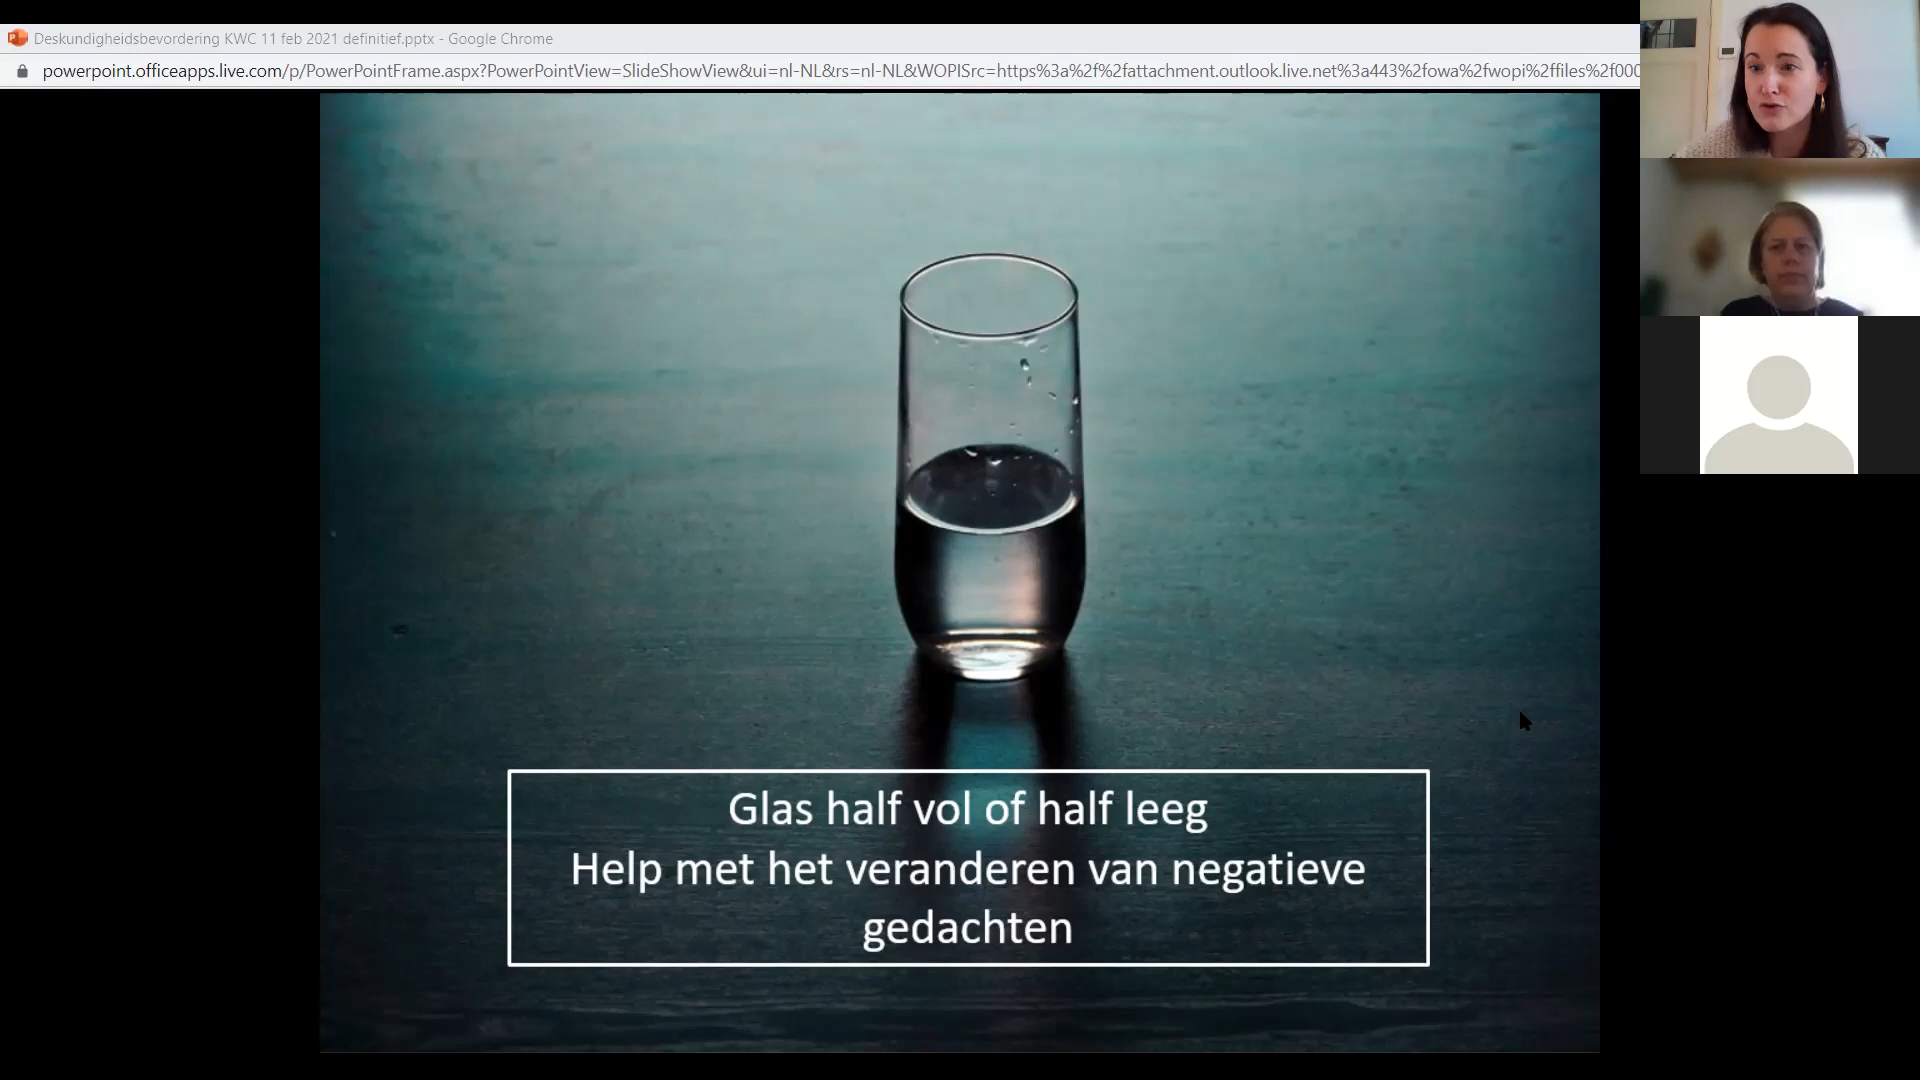 Deskundigheidsbevordering KWC 11 feb 2021 definitief.pptx - Google Chrome
powerpoint.officeapps.live.com/p/PowerPointFrame.aspx?PowerPointView=SlideShowView&ui=nl-NL&rs=nl-NL&WOPISrc=https%3a%2f%2fattachment.outlook.live.net%3a443%2fowa%2fwopi%2ffiles%2f000
Glas half vol of half leeg
Help met het veranderen van negatieve
gedachten